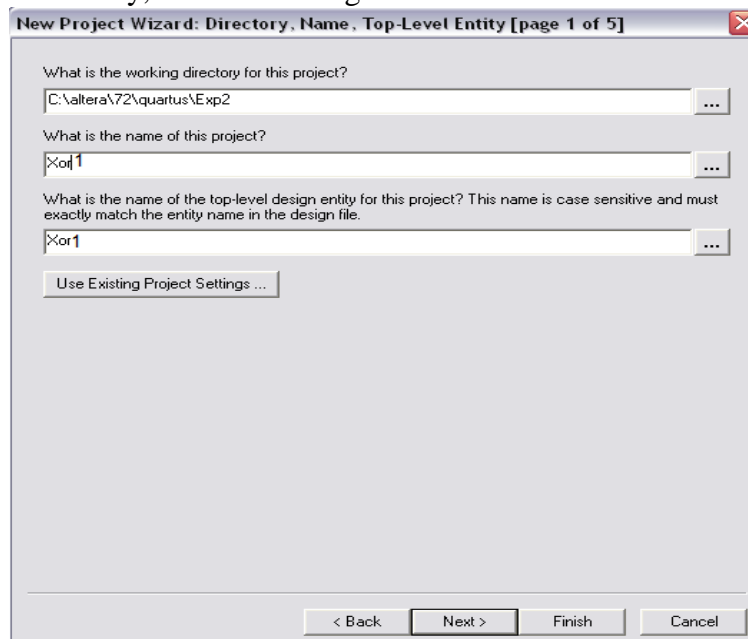 New Project Wizard: Directory, Name, Top-Level Entity [page 1 of 5]
What is the working directory for this project?
C:\altera\72\quartus\Exp2
...
What is the name of this project?
Xor1
...
What is the name of the top-level design entity for this project? This name is case sensitive and must
exactly match the entity name in the design file.
Xor1
...
Use Existing Project Settings ...
< Back
Next >
Finish
Cancel